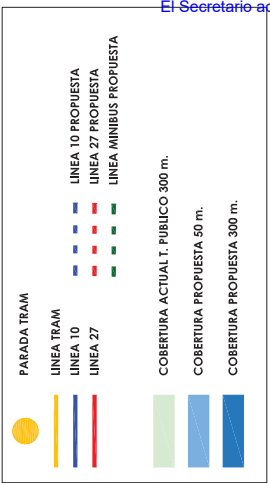 El Secretario ac
PARADA TRAM
LINEA TRAM
LINEA 10
LINEA 27
LINEA 10 PROPUESTA
LINEA 27 PROPUESTA
LINEA MINIBUS PROPUESTA
COBERTURA ACTUAL T. PUBLICO 300 m.
COBERTURA PROPUESTA 50 m.
COBERTURA PROPUESTA 300 m.